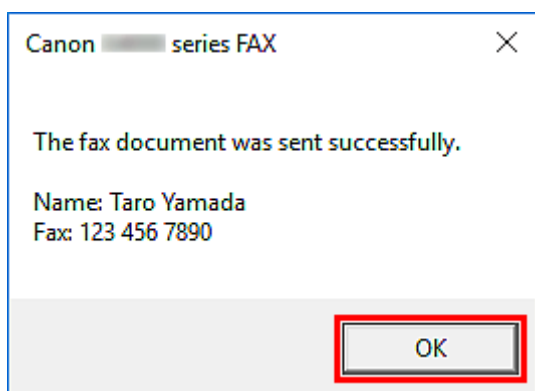 Canon series FAX
The fax document was sent successfully.
Name: Taro Yamada
Fax: 123 456 7890
OK